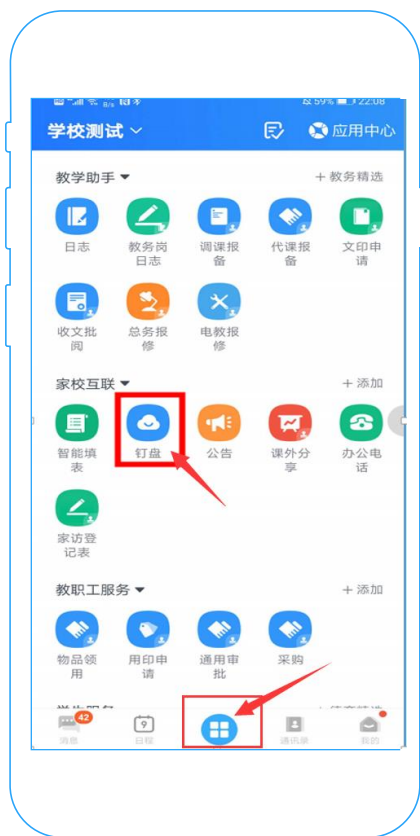 B/s 59% 22:08
学校测试
应用中心
教学助手 + 教务精选
日志 教务岗 调课报 代课报 文印申
日志 备 备 请
收文批 总务报 电教报
阅 修 修
家校互联 + 添加
智能填 钉盘 公告 课外分 办公电
表 享 话
家访登
记表
教职工服务 + 添加
物品领 用印申 通用审 采购
用 请 批
42 9
消息 日程 通讯录 我的